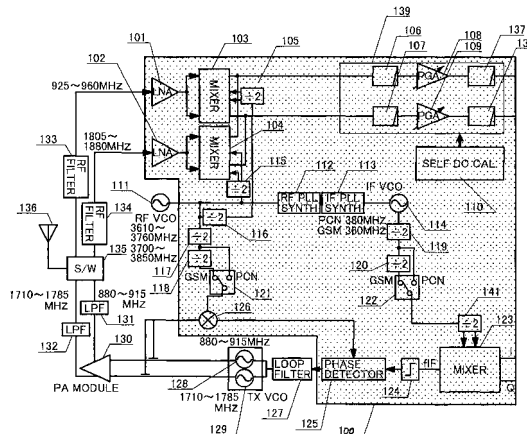 139
106
107
108
109
137
13
101
103
105
102
LNA
MIXER
÷2
PGA
925~960MHz
104
PGA
1805~
1880MHz
LNA
MIXER
133
115
112
113
SELF DC CAL
RF
FILTER
111
÷2
RF PLL
SYNTH
IF PLL
SYNTH
IF VCO
110
136
RF
FILTER
134
RF VCO
3610~
3760MHz
3700~
3850MHz
÷2
116
PCN 380MHz
GSM 360MHz
114
÷2
119
135
117
÷2
120
÷2
S/W
118
GSM
PCN
121
GSM
PCN
122
141
1710~1785
MHz
880~915
MHz
126
÷2
123
LPF
131
132
LPF
130
880~915MHz
LOOP
FILTER
PHASE
DETECTOR
fIF
MIXER
128
124
Q
PA MODULE
1710~1785
MHz
TX VCO
127
125
129
100